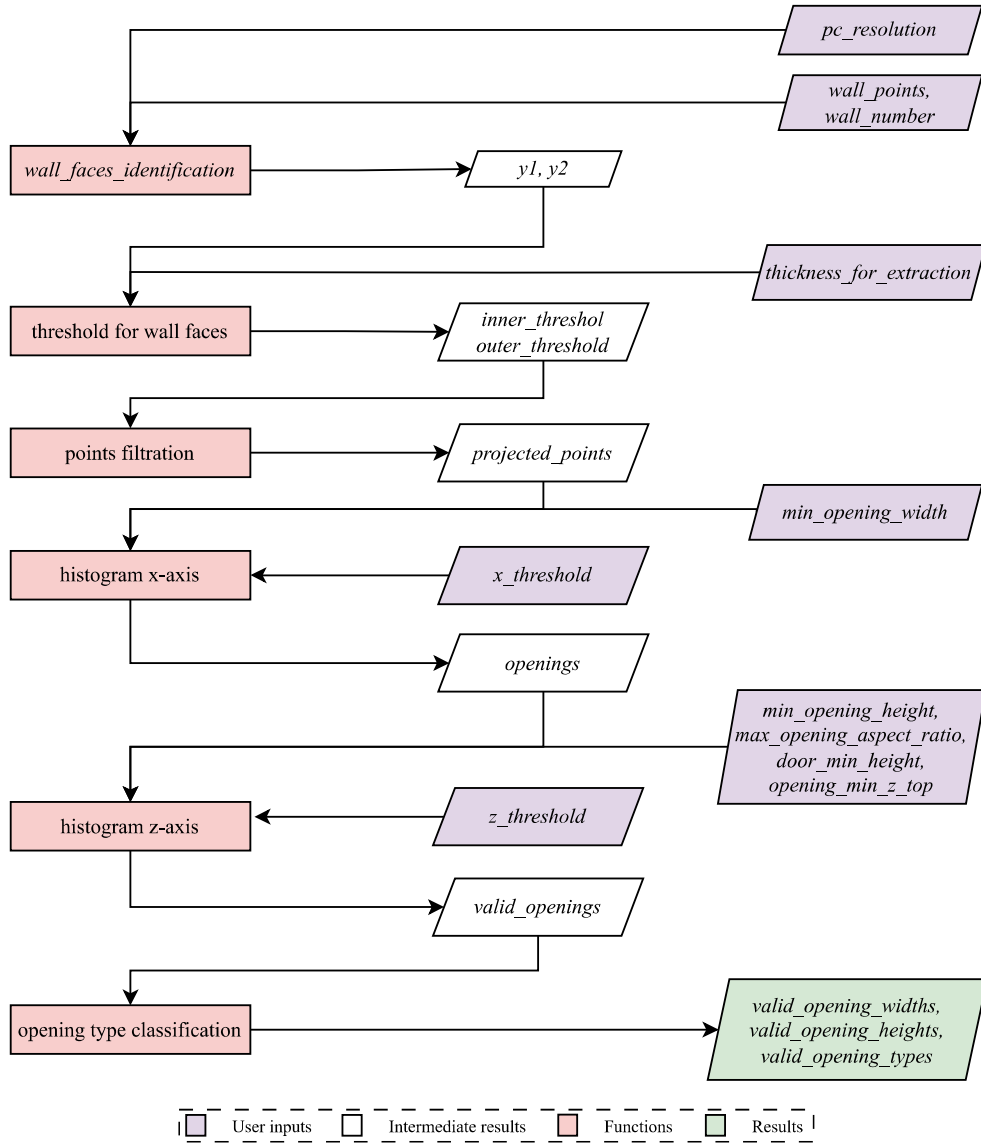 pc_resolution
wall_points,
wall_number
wall_faces_identification
y1, y2
thickness_for_extraction
threshold for wall faces
inner_threshol
outer_threshold
points filtration
projected_points
min_opening_width
histogram x-axis
x_threshold
openings
min_opening_height,
max_opening_aspect_ratio,
door_min_height,
opening_min_z_top
histogram z-axis
z_threshold
valid_openings
opening type classification
valid_opening_widths,
valid_opening_heights,
valid_opening_types
User inputs Intermediate results Functions Results